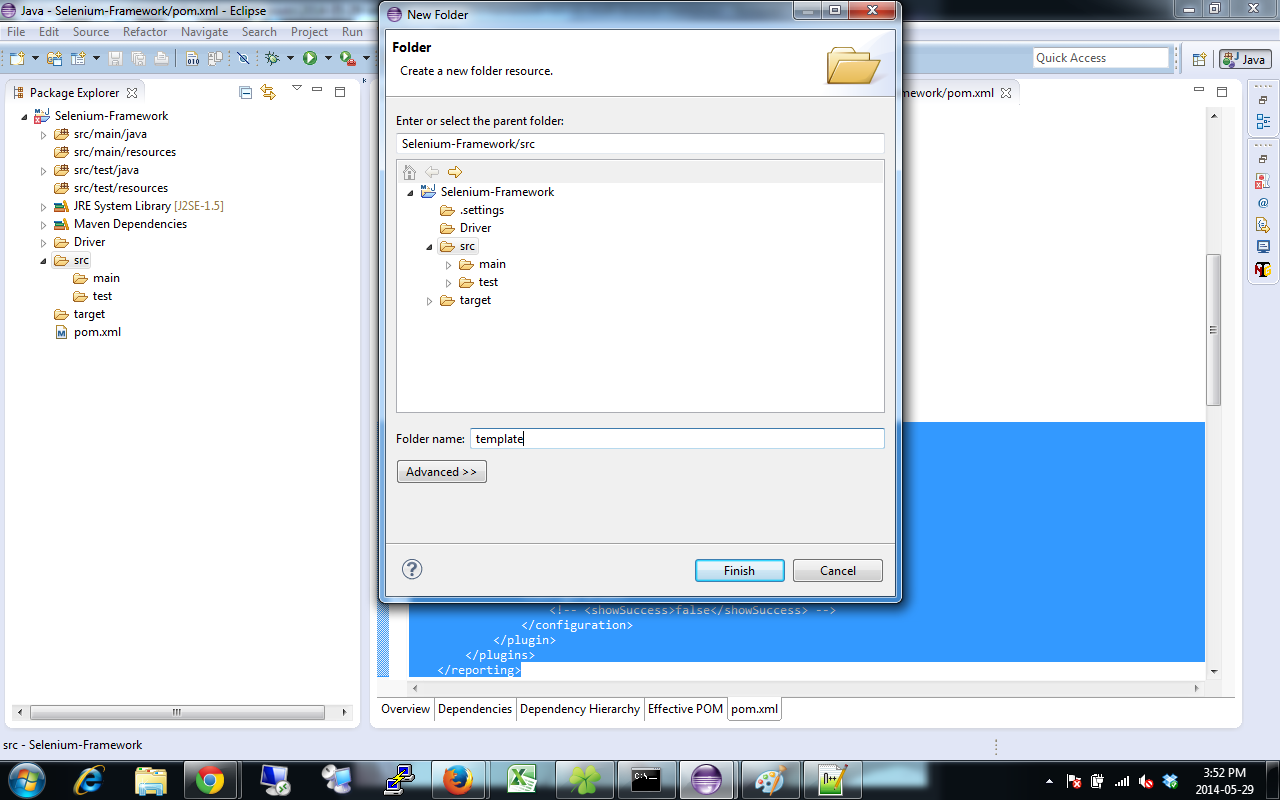 Java - Selenium-Framework/pom.xml - Eclipse
File Edit Source Refactor Navigate Search Project Run
Quick Access
Java
Package Explorer
Selenium-Framework
src/main/java
src/main/resources
src/test/java
src/test/resources
JRE System Library [J2SE-1.5]
Maven Dependencies
Driver
src
main
test
target
pom.xml
New Folder
Folder
Create a new folder resource.
Enter or select the parent folder:
Selenium-Framework/src
Selenium-Framework
.settings
Driver
src
main
test
target
Folder name: template
Advanced >>
Finish Cancel
mework/pom.xml
<!-- <showSuccess>false</showSuccess> -->
</configuration>
</plugin>
</plugins>
</reporting>
Overview Dependencies Dependency Hierarchy Effective POM pom.xml
src - Selenium-Framework
3:52 PM
2014-05-29